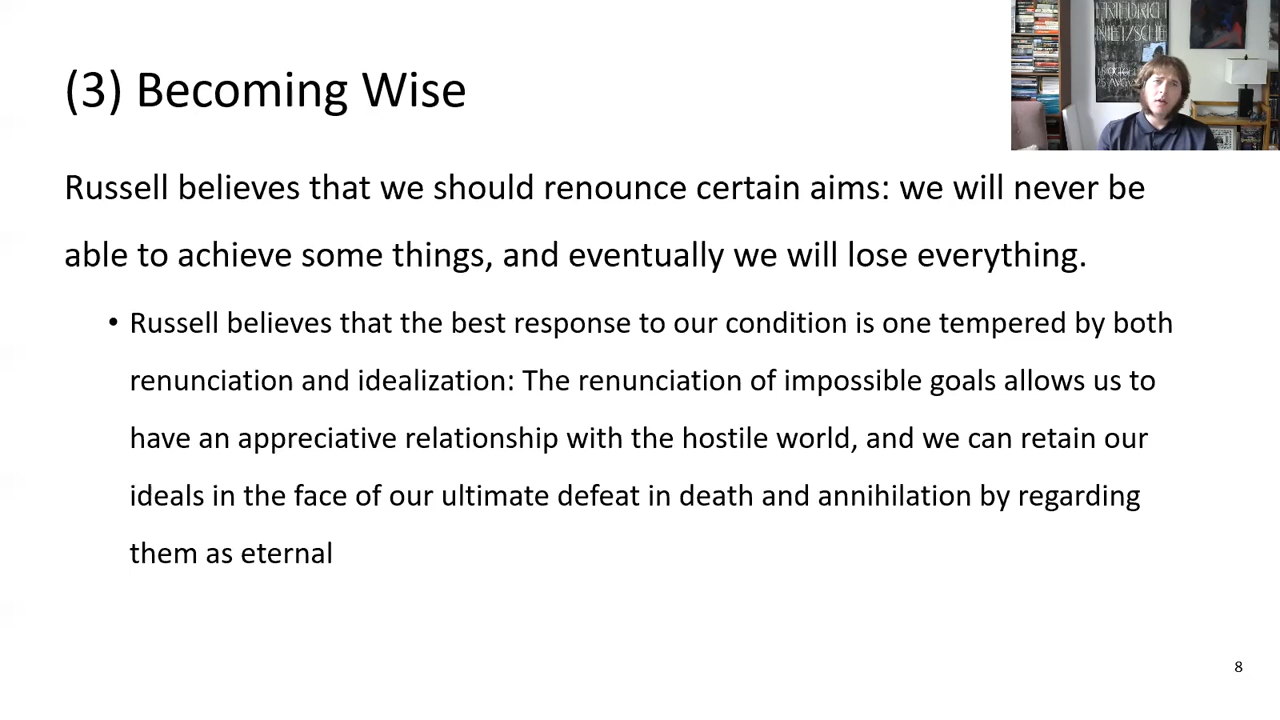 (3) Becoming Wise
FRIEDRICH
NIETZSCHE
Russell believes that we should renounce certain aims: we will never be
able to achieve some things, and eventually we will lose everything.
• Russell believes that the best response to our condition is one tempered by both
renunciation and idealization: The renunciation of impossible goals allows us to
have an appreciative relationship with the hostile world, and we can retain our
ideals in the face of our ultimate defeat in death and annihilation by regarding
them as eternal
8